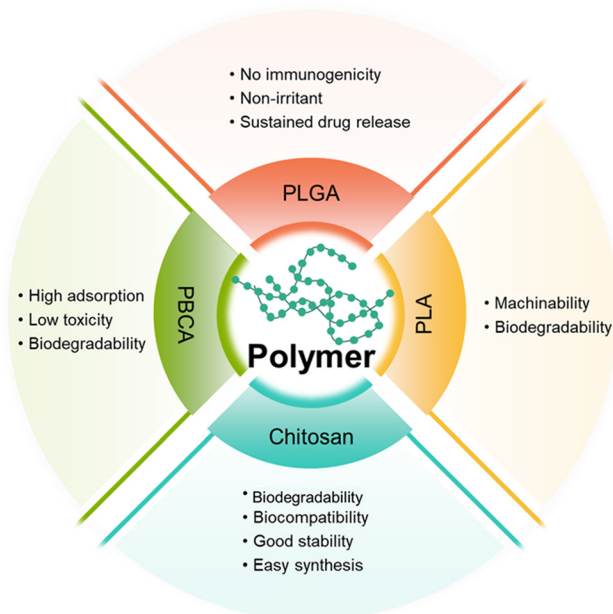 • No immunogenicity
• Non-irritant
• Sustained drug release
PLGA
• High adsorption
• Low toxicity
• Biodegradability
PBCA
Polymer
PLA
• Machinability
• Biodegradability
Chitosan
• Biodegradability
• Biocompatibility
• Good stability
• Easy synthesis